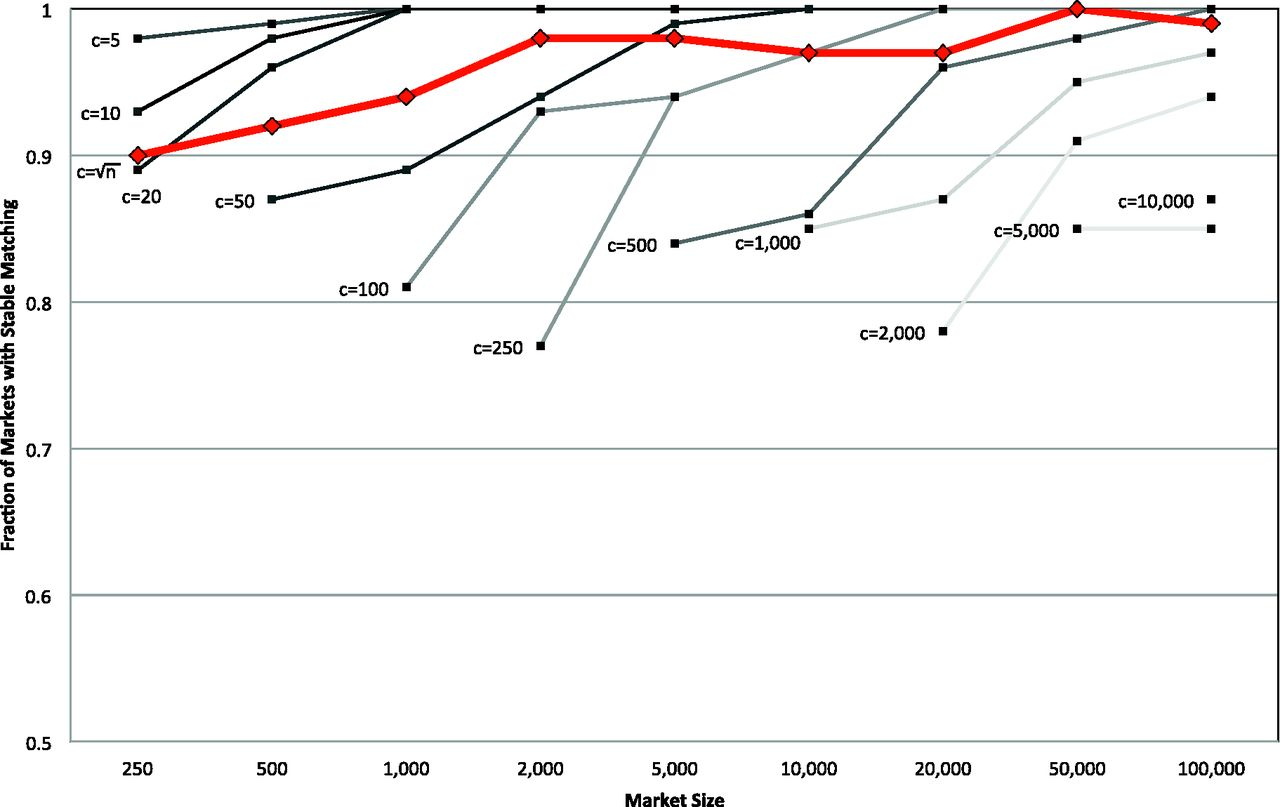 1
c=5
c=10
0.9
c=√n
c=20
c=50
c=10,000
c=5,000
c=500
c=1,000
c=100
0.8
c=2,000
c=250
0.7
0.6
0.5
Fraction of Markets with Stable Matching
250 500 1,000 2,000 5,000 10,000 20,000 50,000 100,000
Market Size